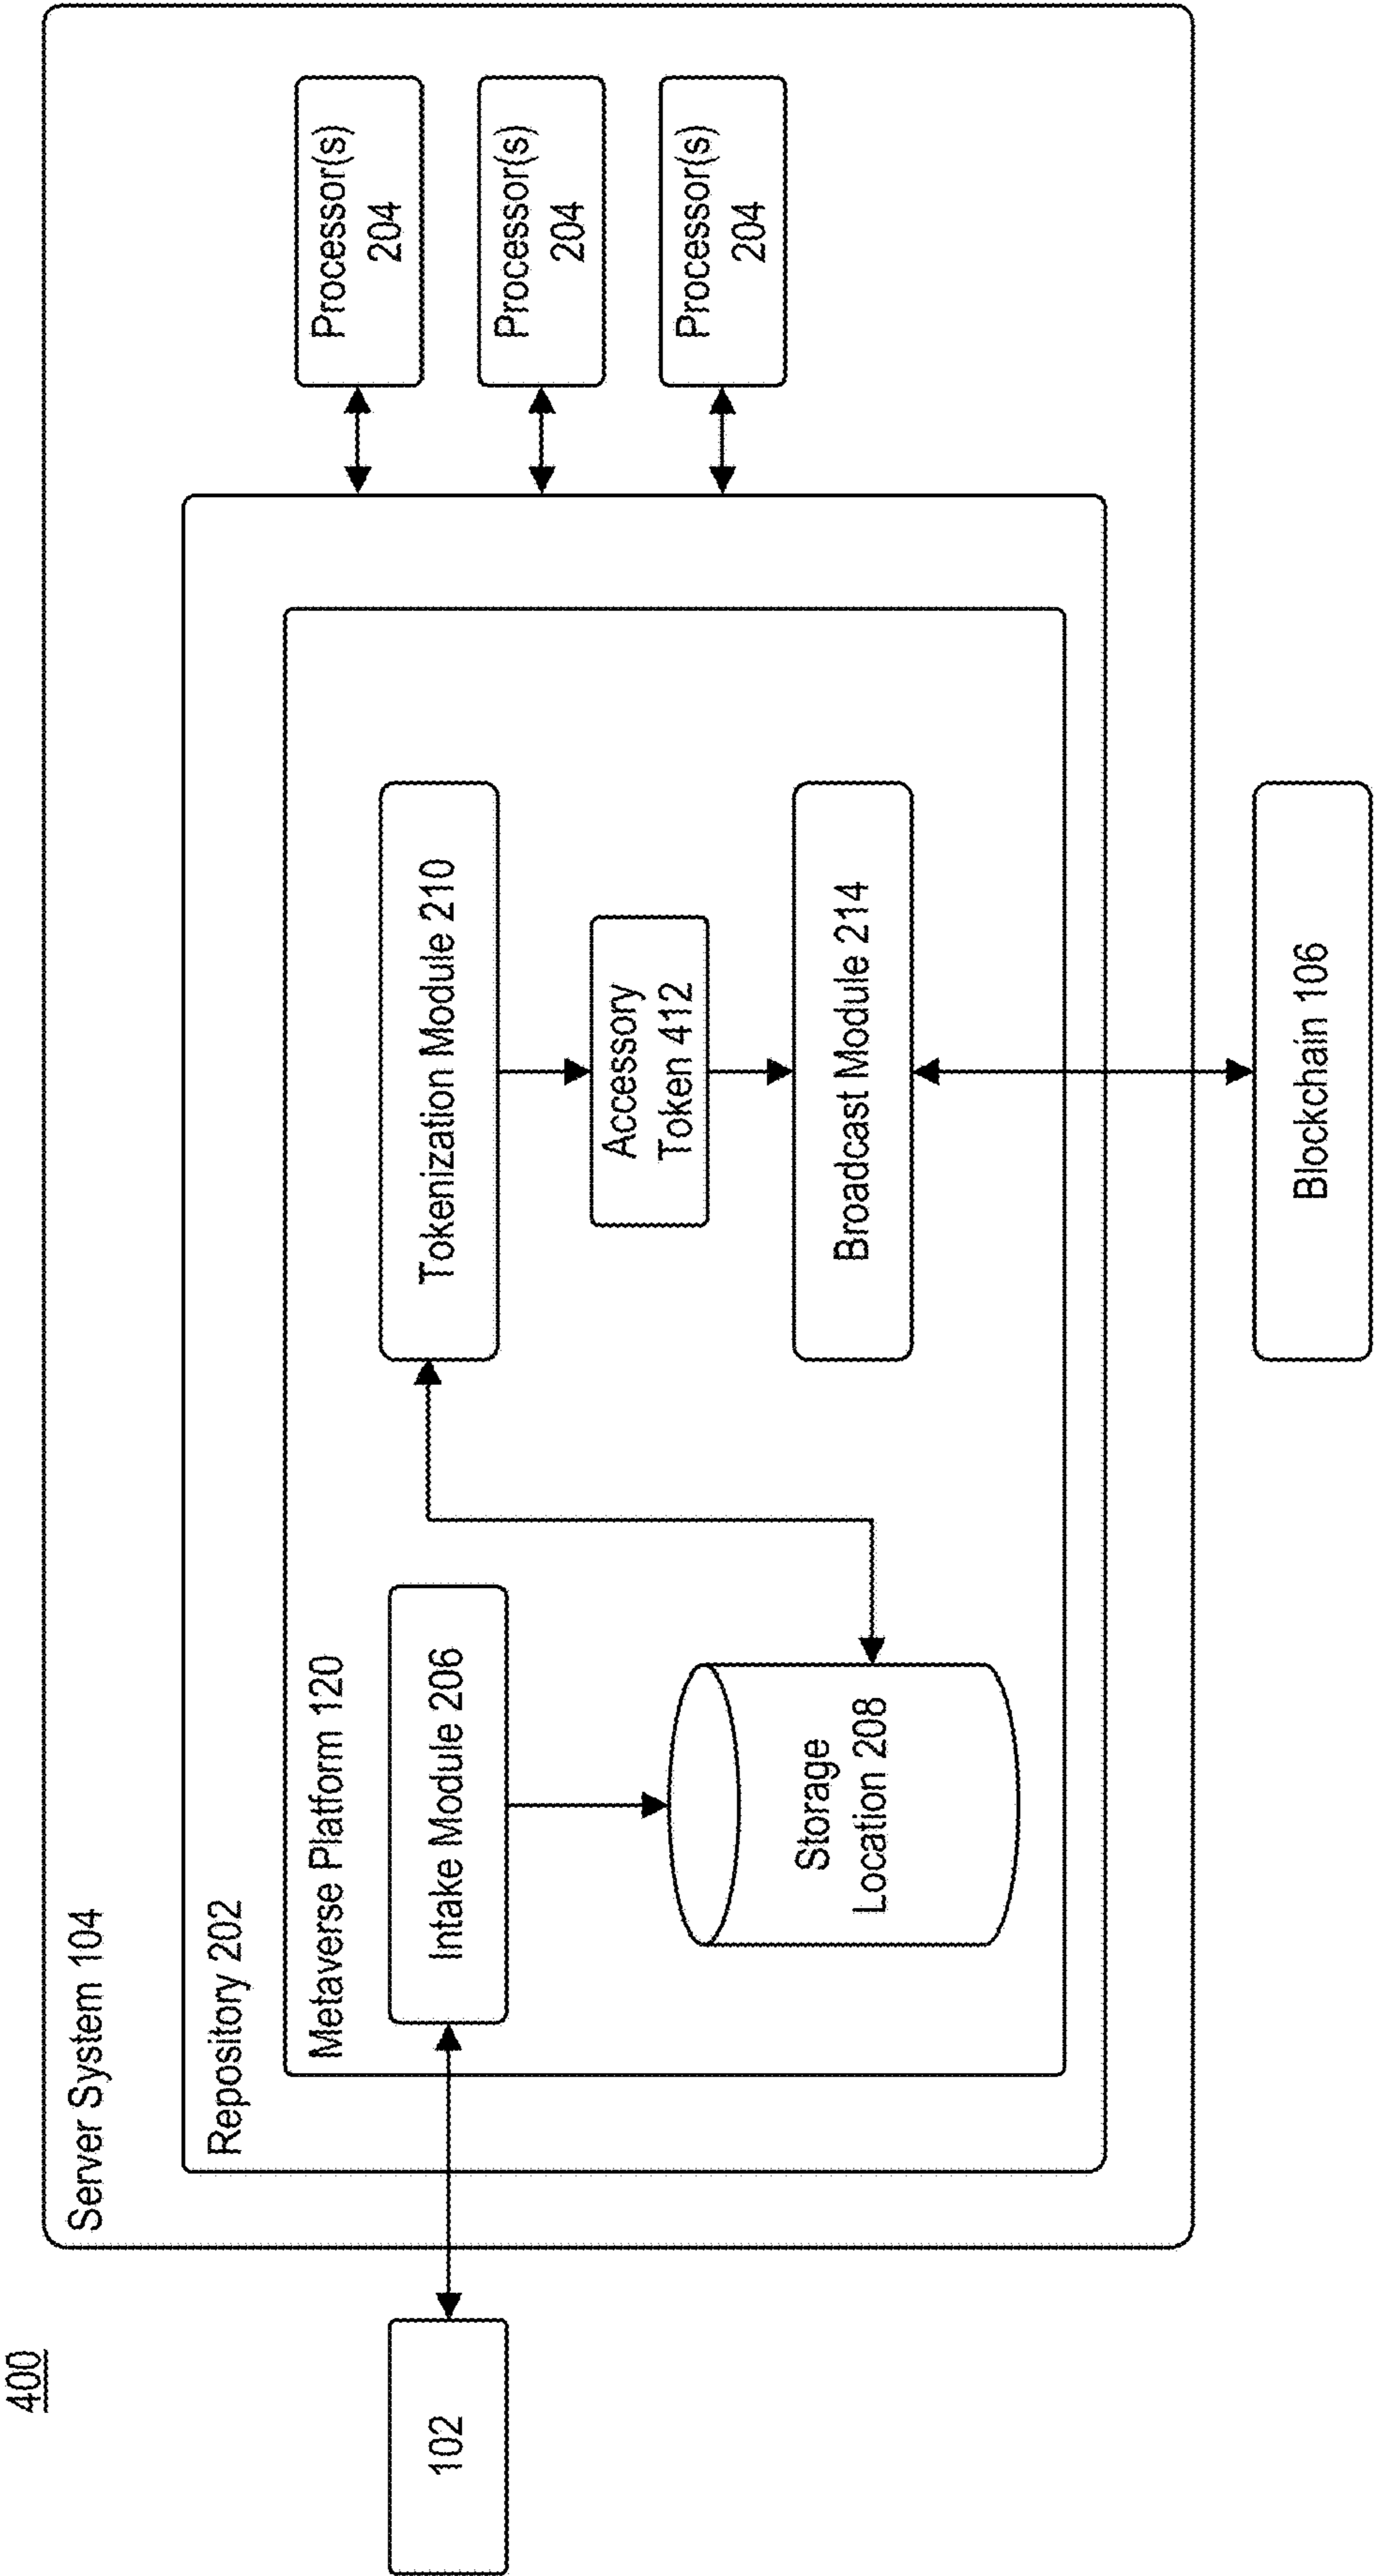 400
Server System 104
Repository 202
Metaverse Platform 120
102
Intake Module 206
Storage
Location 208
Tokenization Module 210
Accessory
Token 412
Broadcast Module 214
Processor(s)
204
Processor(s)
204
Processor(s)
204
Blockchain 106